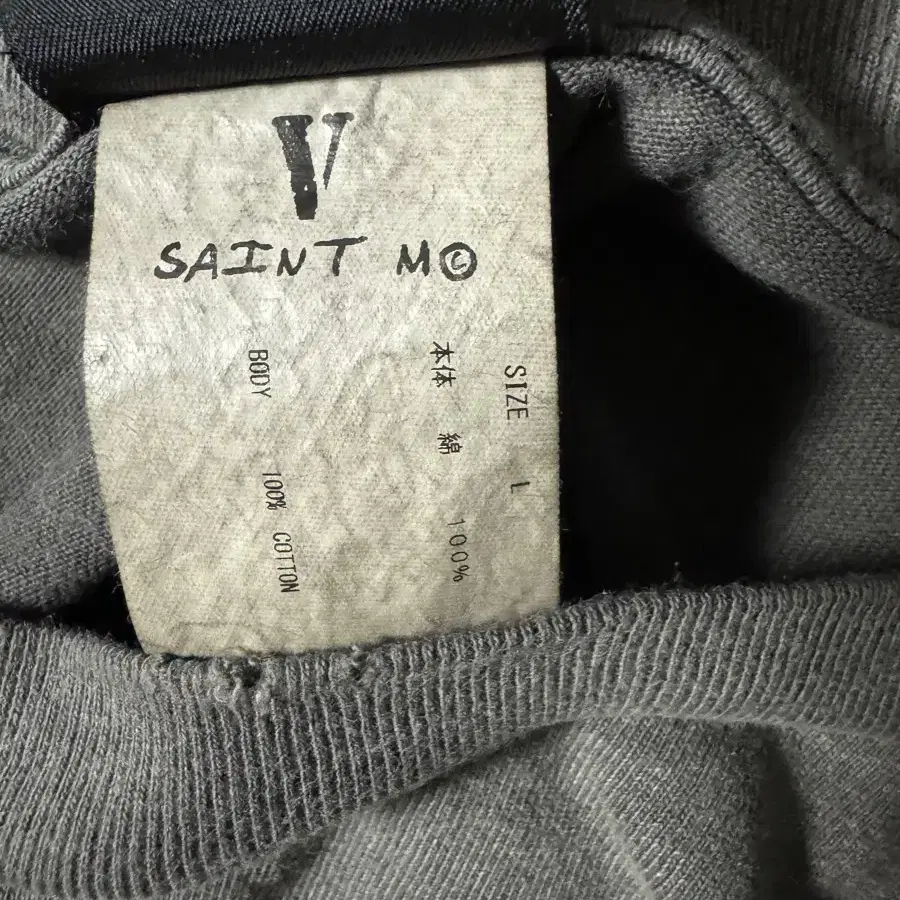 V
SAINT M©
SIZE L
本体 綿 100%
BODY 100% COTTON